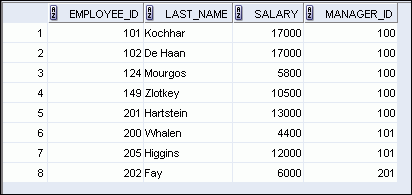 EMPLOYEE_ID LAST_NAME SALARY MANAGER_ID
1 101 Kochhar 17000 100
2 102 De Haan 17000 100
3 124 Mourgos 5800 100
4 149 Zlotkey 10500 100
5 201 Hartstein 13000 100
6 200 Whalen 4400 101
7 205 Higgins 12000 101
8 202 Fay 6000 201